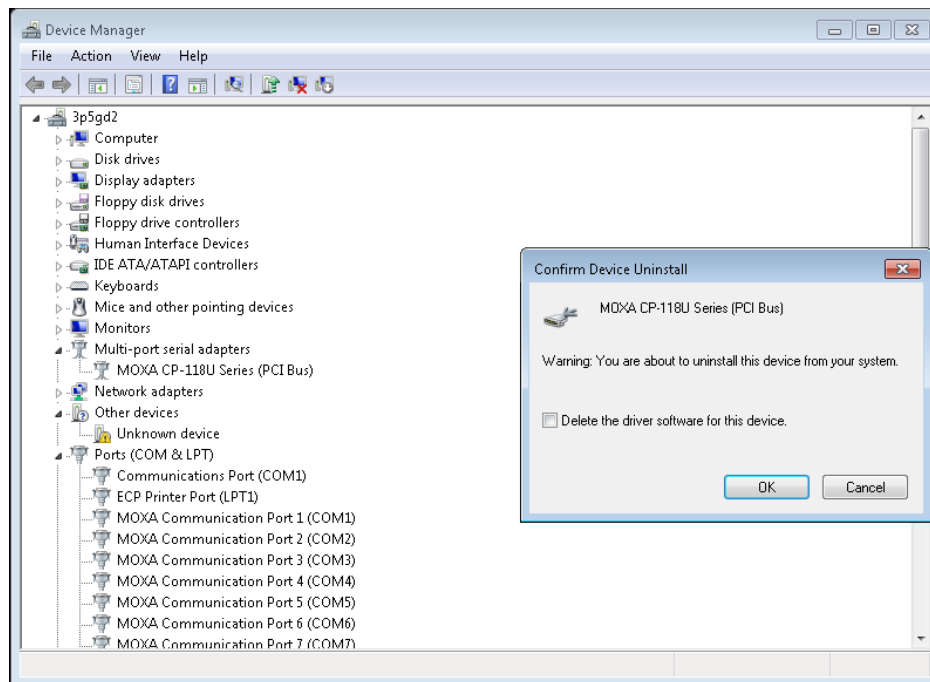 Device Manager
File Action View Help
3p5gd2
Computer
Disk drives
Display adapters
Floppy disk drives
Floppy drive controllers
Human Interface Devices
IDE ATA/ATAPI controllers
Keyboards
Mice and other pointing devices
Monitors
Multi-port serial adapters
MOXA CP-118U Series (PCI Bus)
Network adapters
Other devices
Unknown device
Ports (COM & LPT)
Communications Port (COM1)
ECP Printer Port (LPT1)
MOXA Communication Port 1 (COM1)
MOXA Communication Port 2 (COM2)
MOXA Communication Port 3 (COM3)
MOXA Communication Port 4 (COM4)
MOXA Communication Port 5 (COM5)
MOXA Communication Port 6 (COM6)
MOXA Communication Port 7 (COM7)
Confirm Device Uninstall
MOXA CP-118U Series (PCI Bus)
Warning: You are about to uninstall this device from your system.
Delete the driver software for this device.
OK Cancel